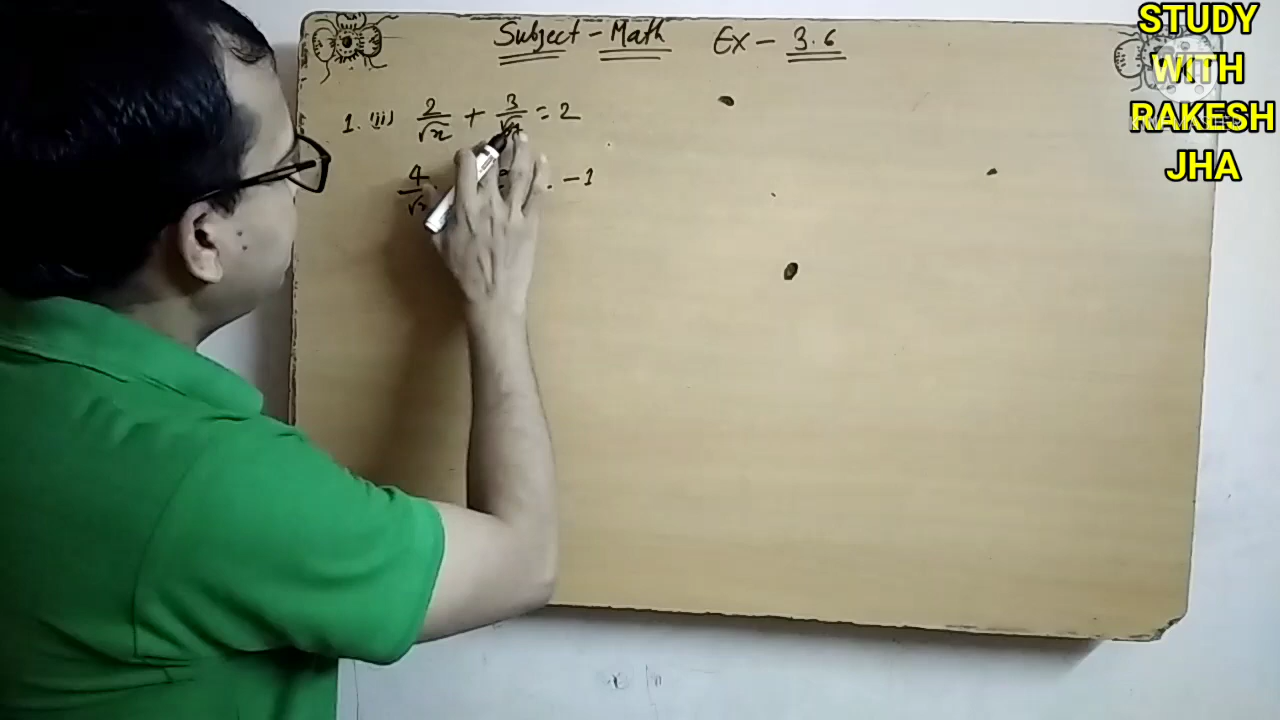 Subject - Math Ex - 3.6
1. (ii) 2/√x + 3/√ = 2
4/√x -1
STUDY
WITH
RAKESH
JHA